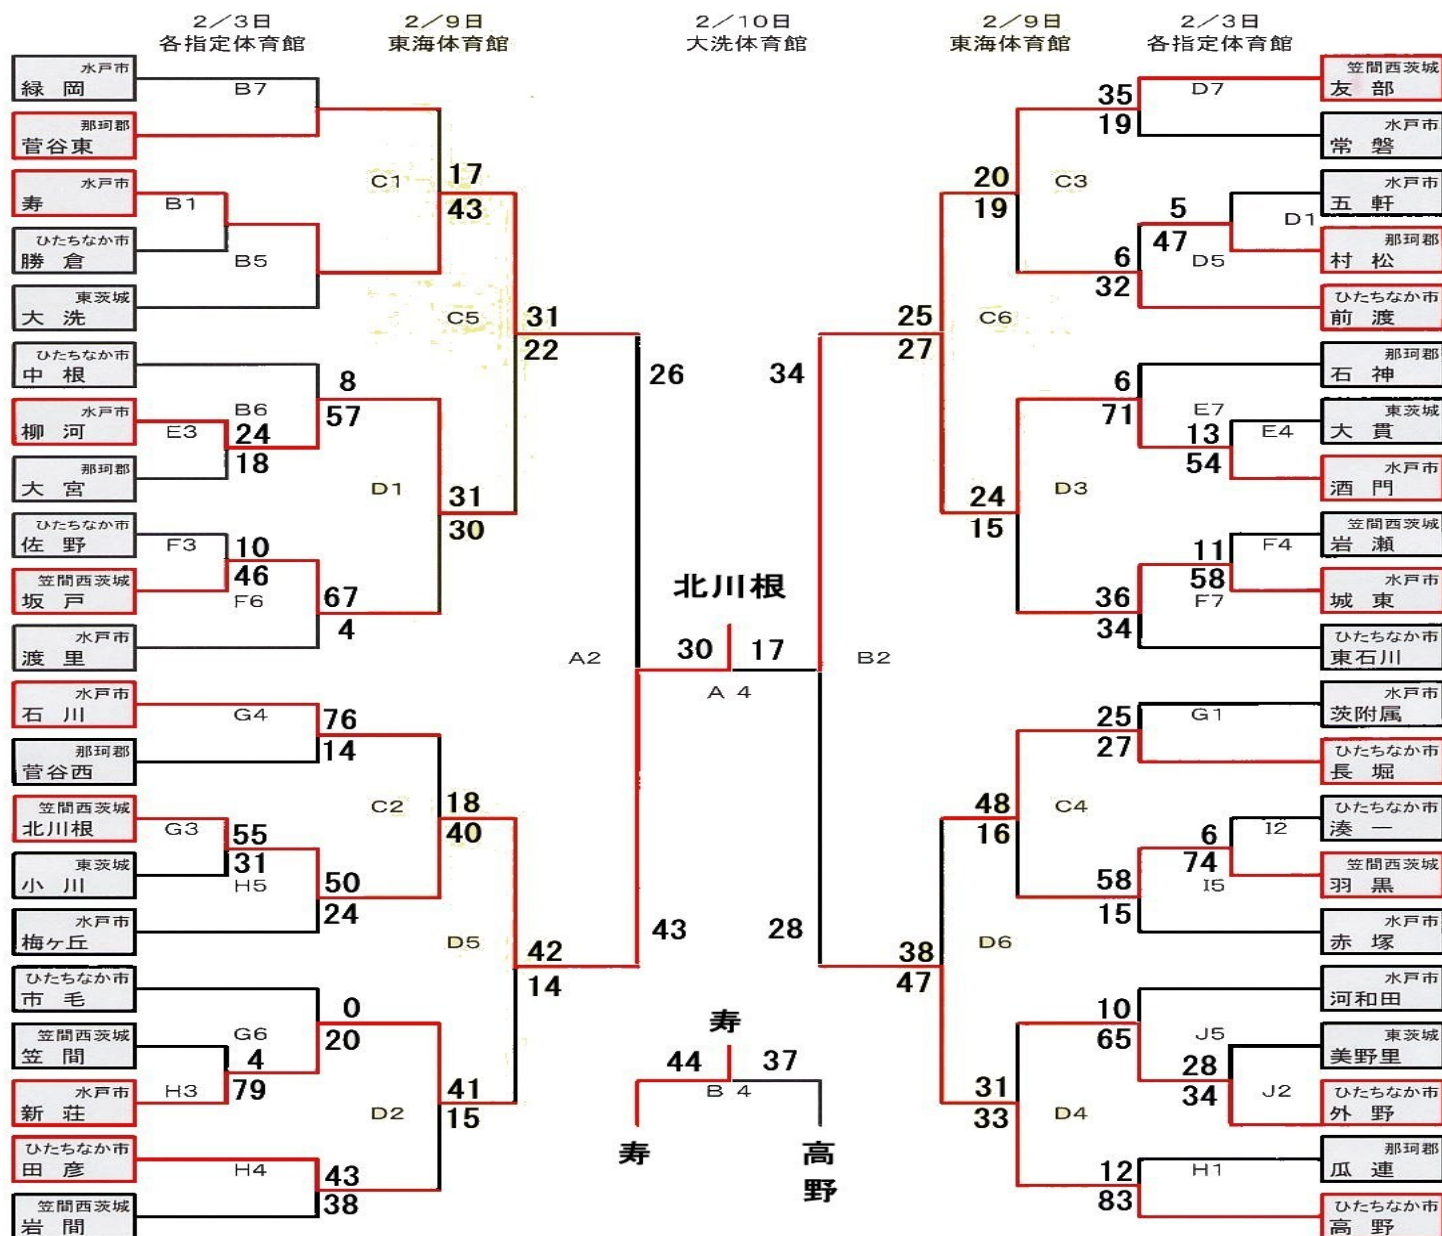 2／3日
各指定体育館
2／9日
東海体育館
2／10日
大洗体育館
2／9日
東海体育館
2／3日
各指定体育館
水戸市
緑岡
那珂郡
菅谷東
水戸市
寿
ひたちなか市
勝倉
東茨城
大洗
ひたちなか市
中根
水戸市
柳河
那珂郡
大宮
ひたちなか市
佐野
笠間西茨城
坂戸
水戸市
渡里
水戸市
石川
那珂郡
菅谷西
笠間西茨城
北川根
東茨城
小川
水戸市
梅ヶ丘
ひたちなか市
市毛
笠間西茨城
笠間
水戸市
新荘
ひたちなか市
田彦
笠間西茨城
岩間
B7
B1
B5
B6
E3
24
18
8
57
F3
10
46
F6
67
4
G4
76
14
G3
55
31
H5
50
24
G6
4
79
H3
0
20
H4
43
38
C1
17
43
D1
31
30
C2
18
40
D2
41
15
C5
31
22
D5
42
14
26
A2
43
北川根
30
17
A 4
34
B2
28
寿
44
37
B 4
寿
高野
25
27
C6
38
47
D6
20
19
C3
24
15
D3
48
16
C4
31
33
D4
35
19
D7
5
47
D1
D5
6
32
6
71
E7
13
54
E4
11
58
F4
F7
36
34
25
27
G1
6
74
I2
I5
58
15
10
65
J5
28
34
J2
12
83
H1
笠間西茨城
友部
水戸市
常磐
水戸市
五軒
那珂郡
村松
ひたちなか市
前渡
那珂郡
石神
東茨城
大貫
水戸市
酒門
笠間西茨城
岩瀬
水戸市
城東
ひたちなか市
東石川
水戸市
茨附属
ひたちなか市
長堀
ひたちなか市
湊一
笠間西茨城
羽黒
水戸市
赤塚
水戸市
河和田
東茨城
美野里
ひたちなか市
外野
那珂郡
瓜連
ひたちなか市
高野